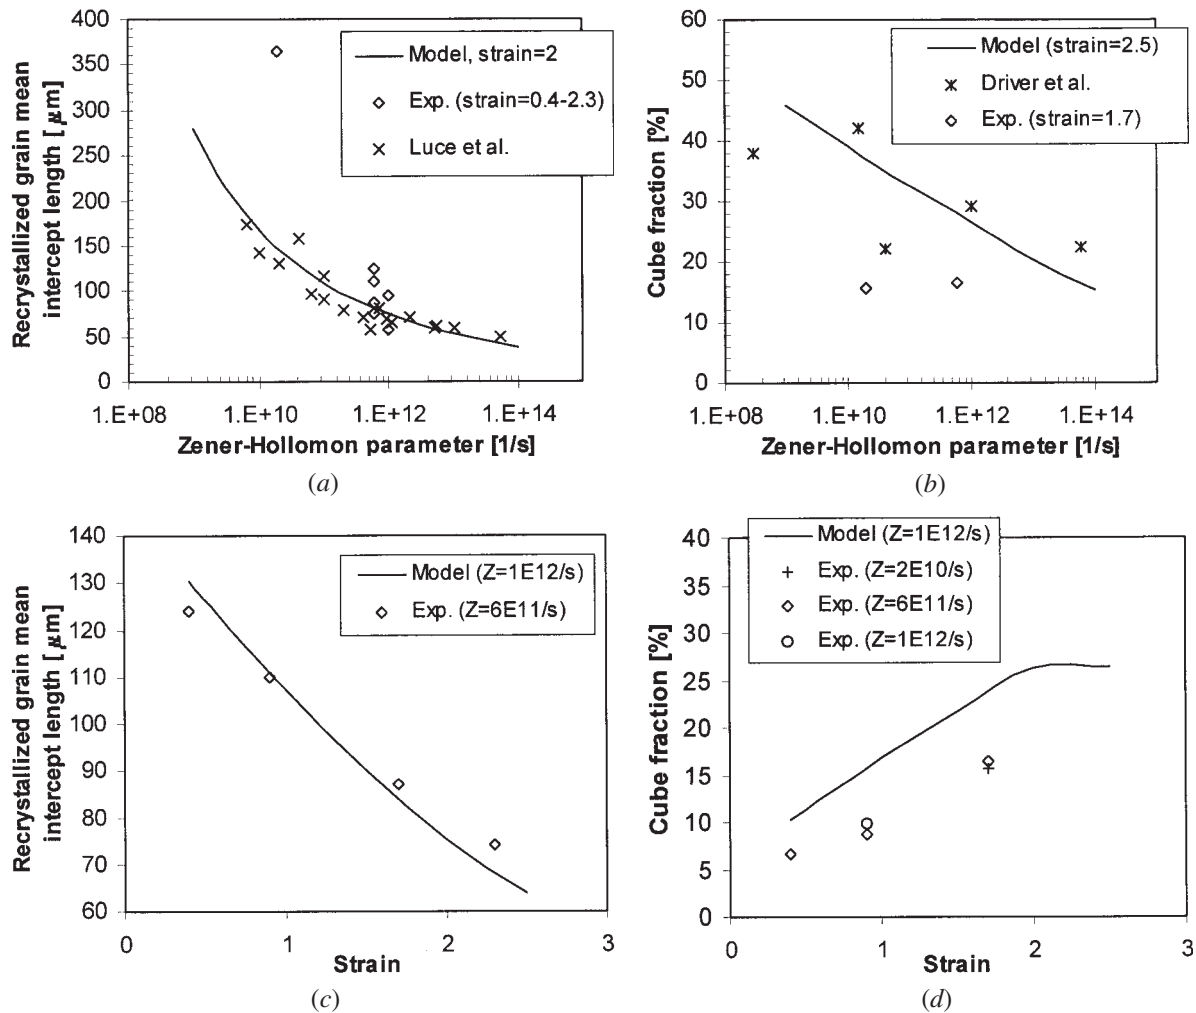 400
350
300
250
200
150
100
50
0
Recrystallized grain mean
intercept length [ μm]
Model, strain=2
Exp. (strain=0.4-2.3)
Luce et al.
1.E+08 1.E+10 1.E+12 1.E+14
Zener-Hollomon parameter [1/s]
(a)
60
50
40
30
20
10
0
Cube fraction [%]
Model (strain=2.5)
Driver et al.
Exp. (strain=1.7)
1.E+08 1.E+10 1.E+12 1.E+14
Zener-Hollomon parameter [1/s]
(b)
140
130
120
110
100
90
80
70
60
Recrystallized grain mean
intercept length [ μm]
Model (Z=1E12/s)
Exp. (Z=6E11/s)
0 1 2 3
Strain
(c)
40
35
30
25
20
15
10
5
0
Cube fraction [%]
Model (Z=1E12/s)
Exp. (Z=2E10/s)
Exp. (Z=6E11/s)
Exp. (Z=1E12/s)
0 1 2 3
Strain
(d)